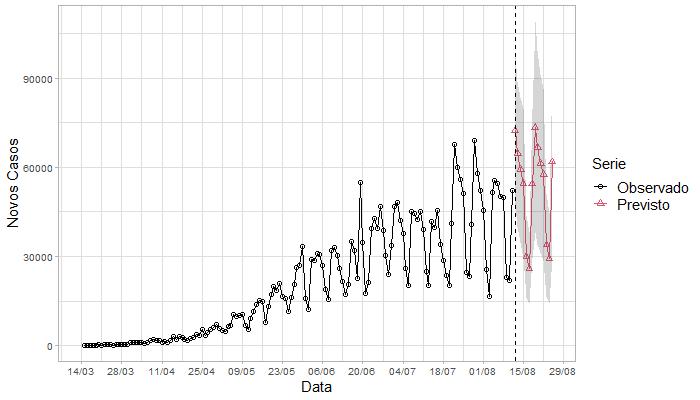 Novos Casos
90000
60000
30000
0
14/03 28/03 11/04 25/04 09/05 23/05 06/06 20/06 04/07 18/07 01/08 15/08 29/08
Data
Serie
Observado
Previsto